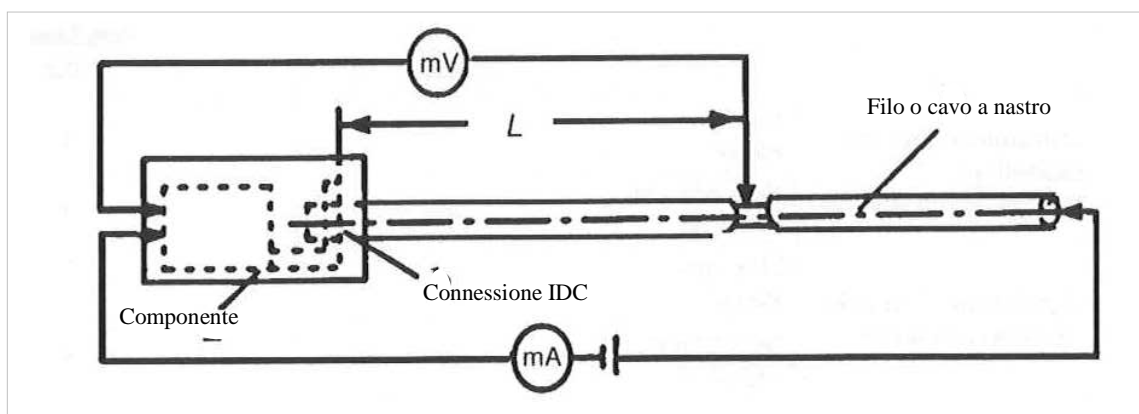 mV
L
Filo o cavo a nastro
Connessione IDC
Componente
mA